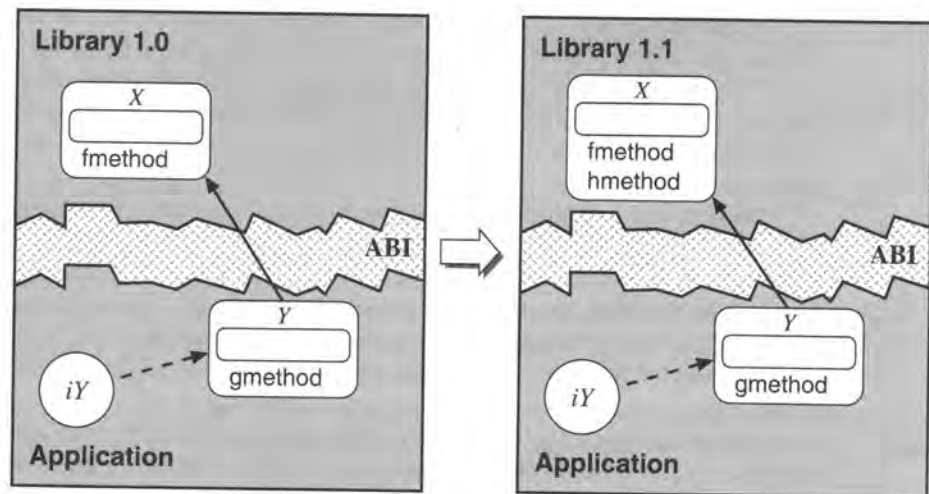 Library 1.0
X
fmethod
ABI
Y
gmethod
iY
Application
Library 1.1
X
fmethod
hmethod
ABI
Y
gmethod
iY
Application